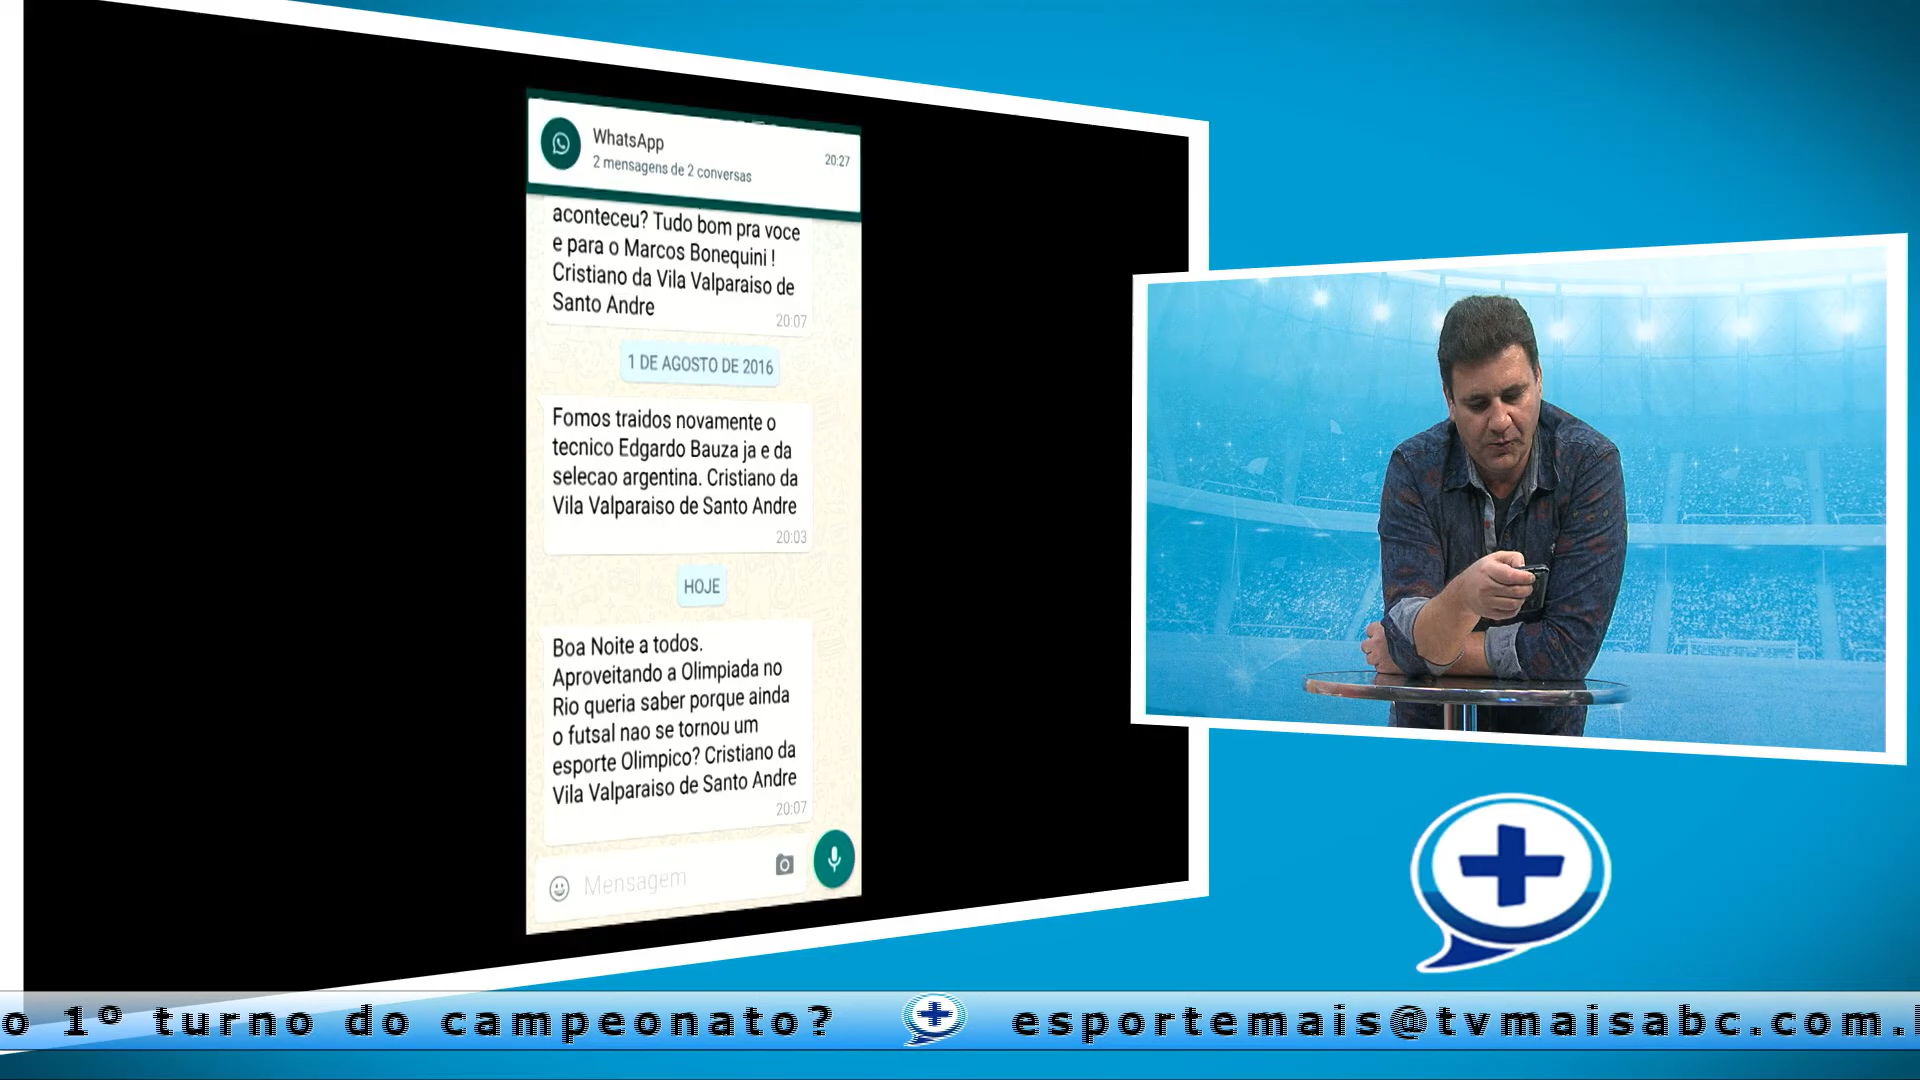 WhatsApp
20:27
2 mensagens de 2 conversas
aconteceu? Tudo bom pra voce
e para o Marcos Bonequini !
Cristiano da Vila Valparaiso de
Santo Andre
20:07
1 DE AGOSTO DE 2016
Fomos traidos novamente o
tecnico Edgardo Bauza ja e da
selecao argentina. Cristiano da
Vila Valparaiso de Santo Andre
20:03
HOJE
Boa Noite a todos.
Aproveitando a Olimpiada no
Rio queria saber porque ainda
o futsal nao se tornou um
esporte Olimpico? Cristiano da
Vila Valparaiso de Santo Andre
20:07
Mensagem
o 1º turno do campeonato? esportemais@tvmaisabc.com.